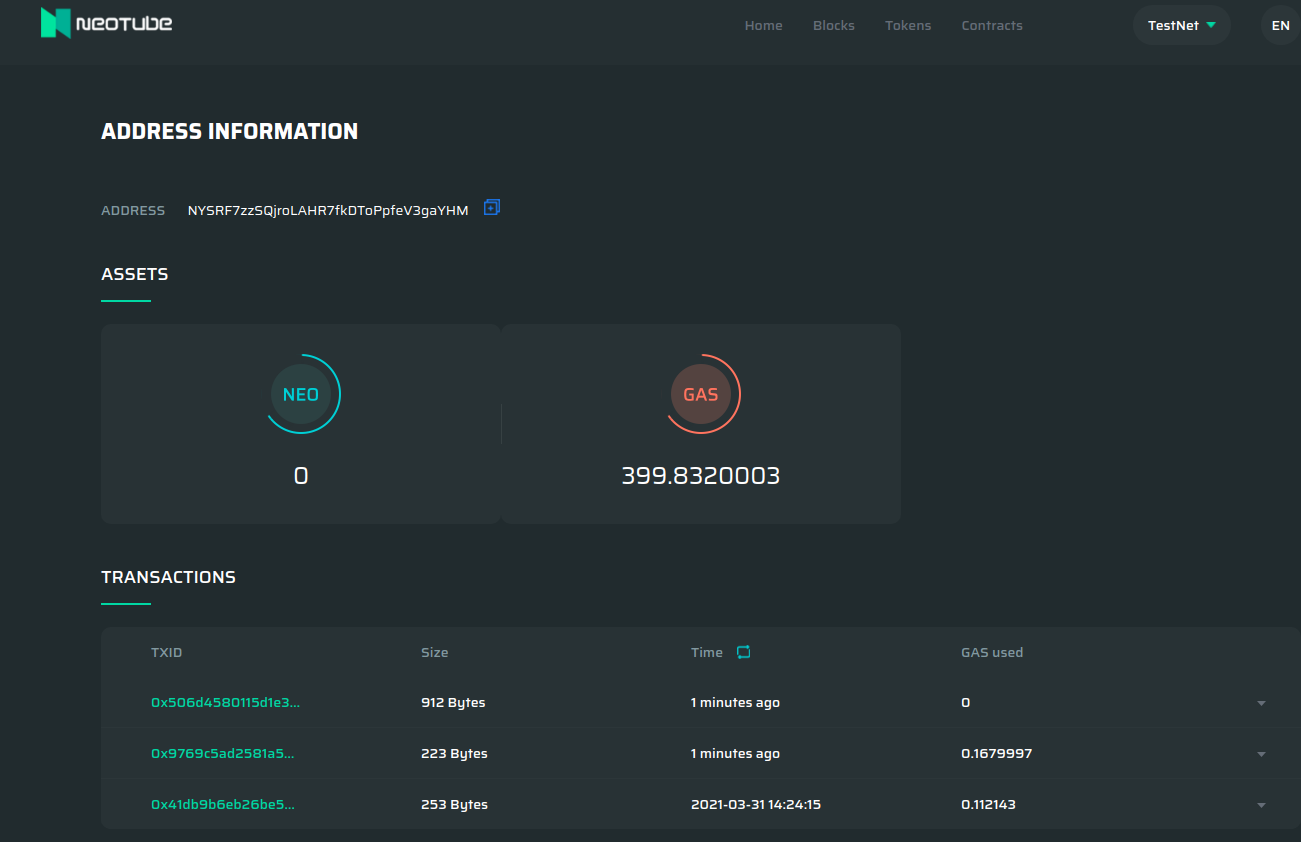 NEOTUBE Home Blocks Tokens Contracts TestNet EN
ADDRESS INFORMATION
ADDRESS NYSRF7zzSQjroLAHR7fkDToPpfeV3gaYHM
ASSETS
NEO GAS
0 399.8320003
TRANSACTIONS
TXID Size Time GAS used
0x506d4580115d1e3... 912 Bytes 1 minutes ago 0
0x9769c5ad2581a5... 223 Bytes 1 minutes ago 0.1679997
0x41db9b6eb26be5... 253 Bytes 2021-03-31 14:24:15 0.112143